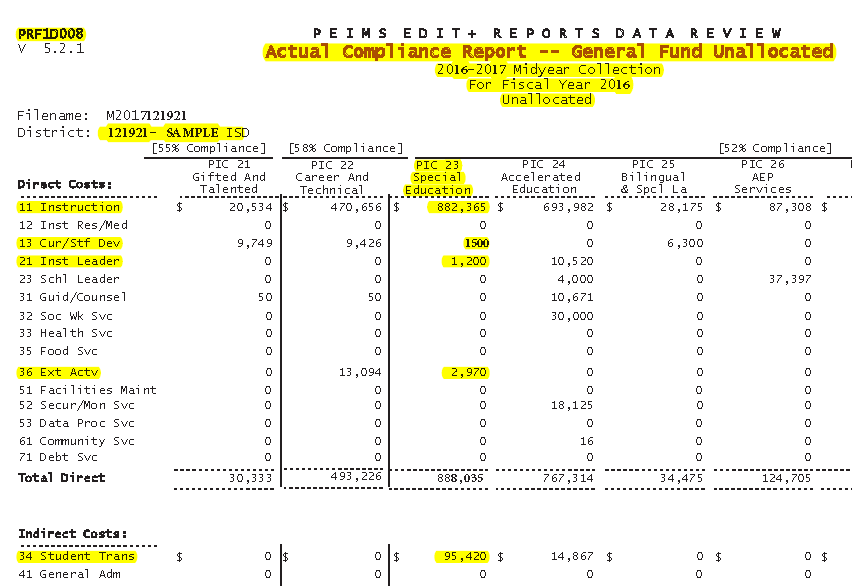 PRF1D008 P E I M S E D I T + R E P O R T S D A T A R E V I E W
V 5.2.1 Actual Compliance Report -- General Fund Unallocated
2016-2017 Midyear Collection
For Fiscal Year 2016
Unallocated
Filename: M2017121921
District: 121921- SAMPLE ISD
[55% Compliance] [58% Compliance] [52% Compliance]
PIC 21 PIC 22 PIC 23 PIC 24 PIC 25 PIC 26
Gifted And Career And Special Accelerated Bilingual AEP
Direct Costs: Talented Technical Education Education & Spcl La Services
11 Instruction $ 20,534 $ 470,656 $ 882,365 $ 693,982 $ 28,175 $ 87,308 $
12 Inst Res/Med 0 0 0 0 0 0
13 Cur/Stf Dev 9,749 9,426 1500 0 6,300 0
21 Inst Leader 0 0 1,200 10,520 0 0
23 Schl Leader 0 0 0 4,000 0 37,397
31 Guid/Counsel 50 50 0 10,671 0 0
32 Soc Wk Svc 0 0 0 30,000 0 0
33 Health Svc 0 0 0 0 0 0
35 Food Svc 0 0 0 0 0 0
36 Ext Actv 0 13,094 2,970 0 0 0
51 Facilities Maint 0 0 0 0 0 0
52 Secur/Mon Svc 0 0 0 18,125 0 0
53 Data Proc Svc 0 0 0 0 0 0
61 Community Svc 0 0 0 16 0 0
71 Debt Svc 0 0 0 0 0 0
Total Direct 30,333 493,226 888,035 767,314 34,475 124,705
Indirect Costs:
34 Student Trans $ 0 $ 0 $ 95,420 $ 14,867 $ 0 $ 0 $
41 General Adm 0 0 0 0 0 0